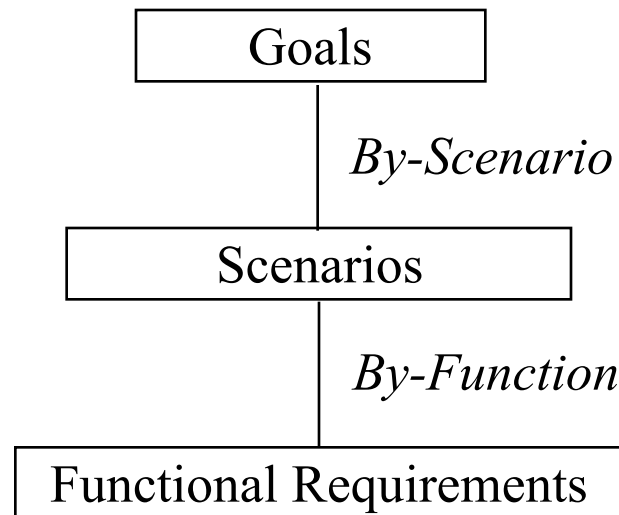 Goals
By-Scenario
Scenarios
By-Function
Functional Requirements